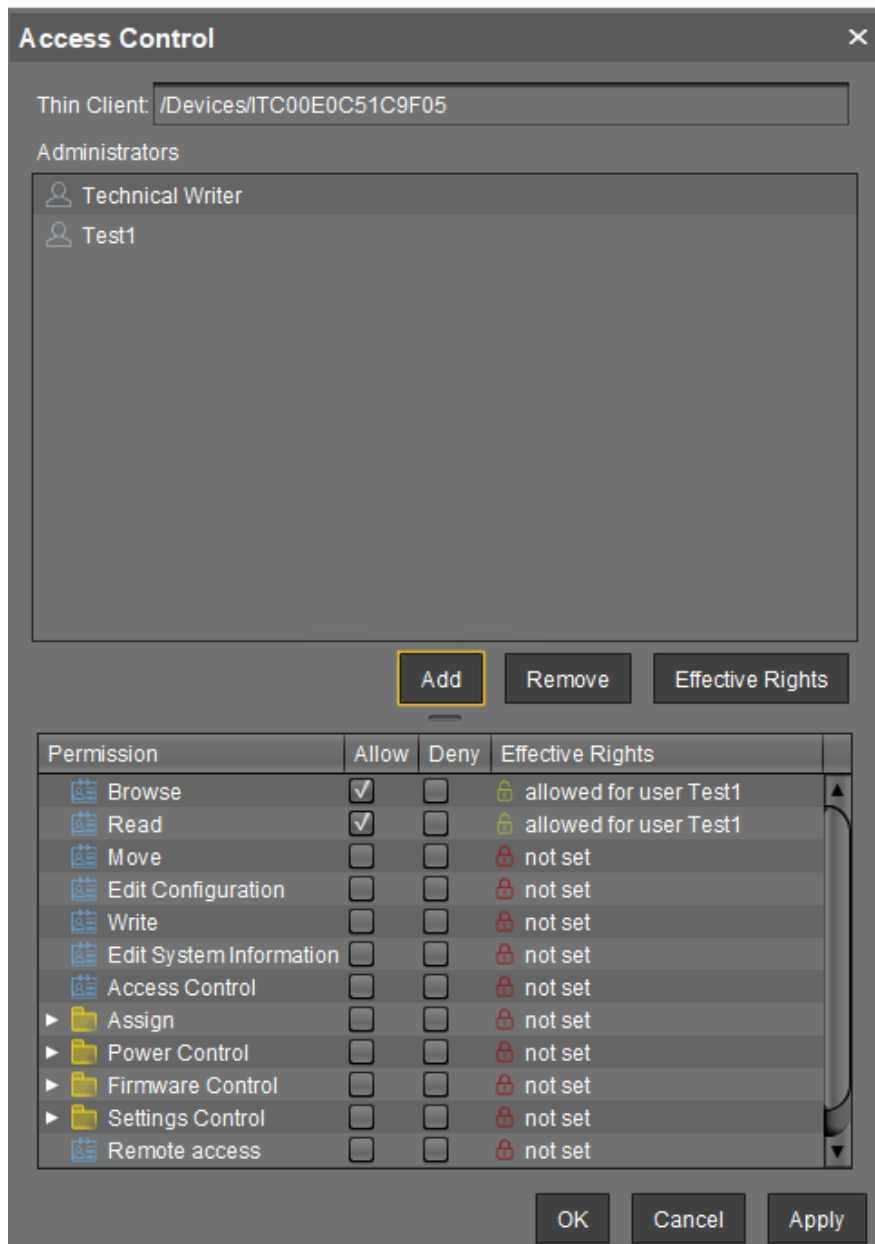 Access Control
Thin Client: /Devices/ITC00E0C51C9F05
Administrators
Technical Writer
Test1
Add Remove Effective Rights
Permission Allow Deny Effective Rights
Browse allowed for user Test1
Read allowed for user Test1
Move not set
Edit Configuration not set
Write not set
Edit System Information not set
Access Control not set
Assign not set
Power Control not set
Firmware Control not set
Settings Control not set
Remote access not set
OK Cancel Apply